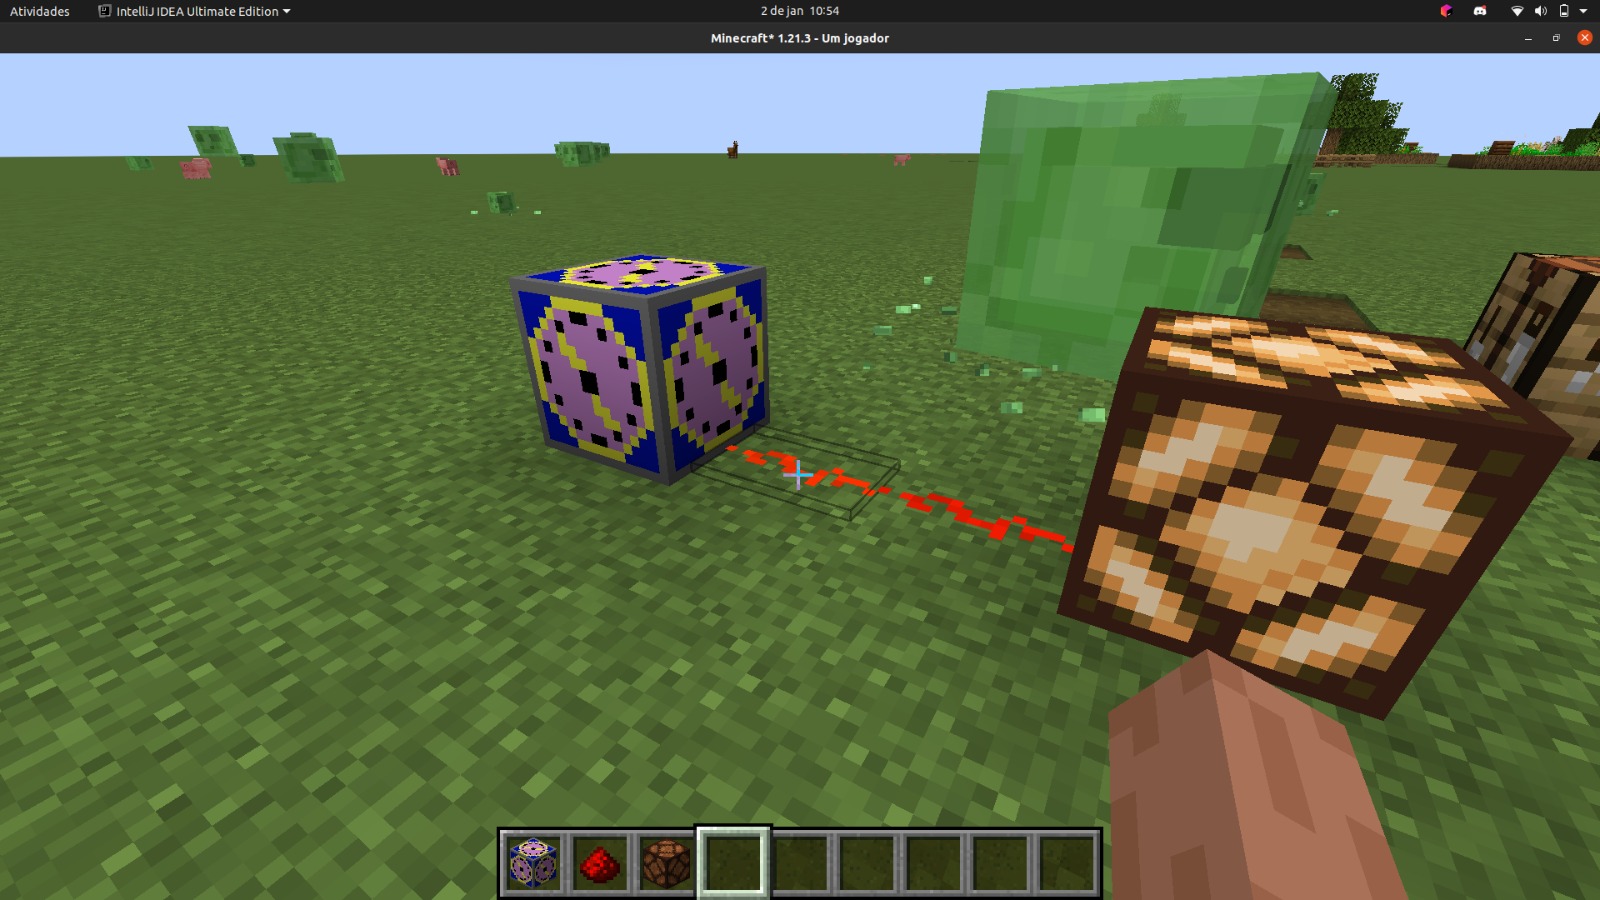 Atividades
IntelliJ IDEA Ultimate Edition
2 de jan 10:54
Minecraft* 1.21.3 - Um jogador